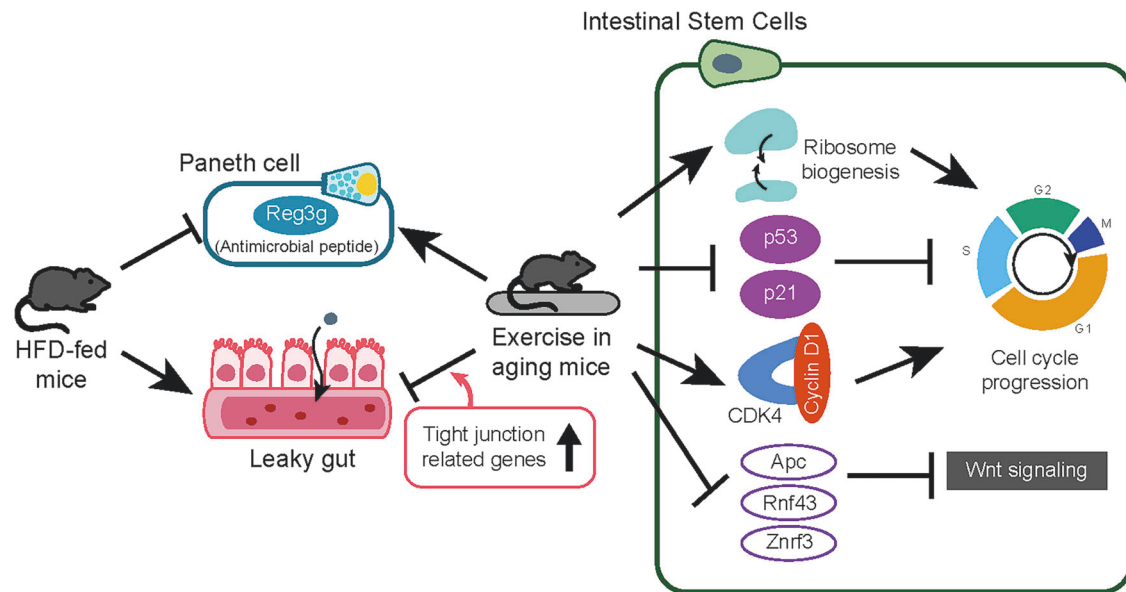 Intestinal Stem Cells
Paneth cell
Reg3g
(Antimicrobial peptide)
HFD-fed
mice
Leaky gut
Exercise in
aging mice
Tight junction
related genes
Ribosome
biogenesis
p53
p21
Cyclin D1
CDK4
Apc
Rnf43
Znrf3
G2
M
S
G1
Cell cycle
progression
Wnt signaling